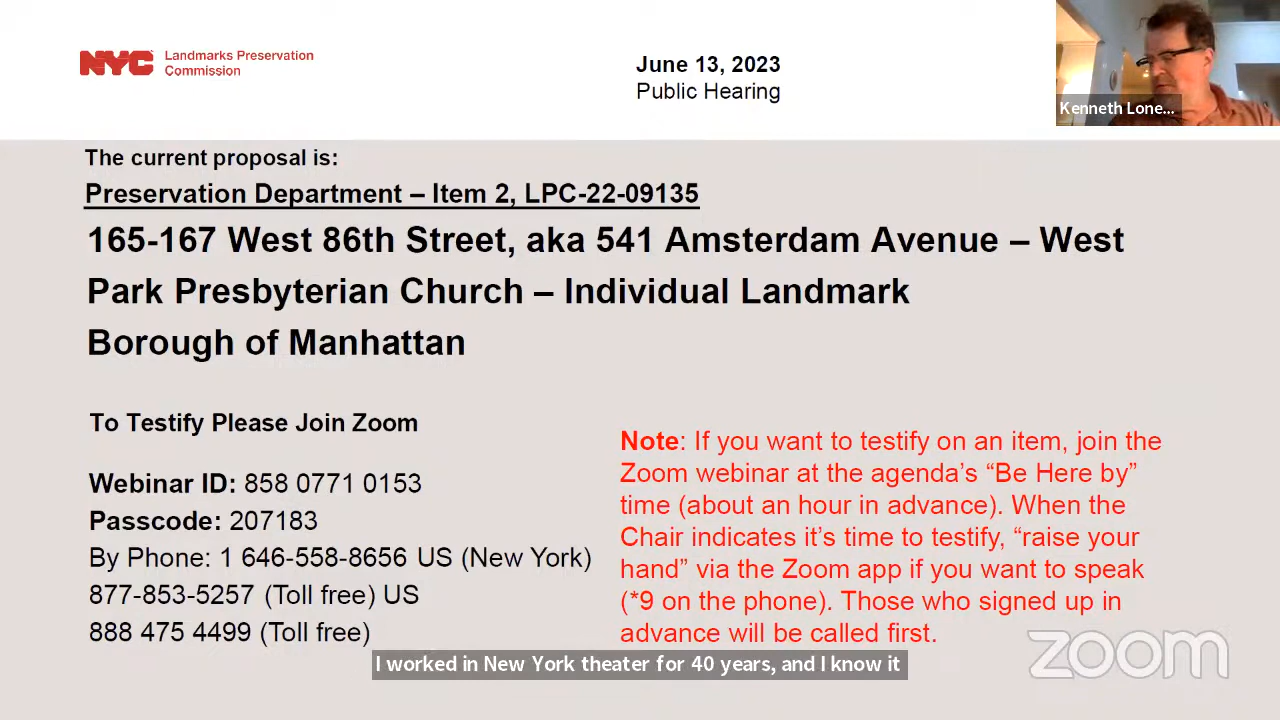 NYC Landmarks Preservation
Commission
June 13, 2023
Public Hearing
Kenneth Lone...
The current proposal is:
Preservation Department – Item 2, LPC-22-09135
165-167 West 86th Street, aka 541 Amsterdam Avenue – West
Park Presbyterian Church – Individual Landmark
Borough of Manhattan
To Testify Please Join Zoom
Webinar ID: 858 0771 0153
Passcode: 207183
By Phone: 1 646-558-8656 US (New York)
877-853-5257 (Toll free) US
888 475 4499 (Toll free)
Note: If you want to testify on an item, join the
Zoom webinar at the agenda’s “Be Here by”
time (about an hour in advance). When the
Chair indicates it’s time to testify, “raise your
hand” via the Zoom app if you want to speak
(*9 on the phone). Those who signed up in
advance will be called first.
zoom
I worked in New York theater for 40 years, and I know it